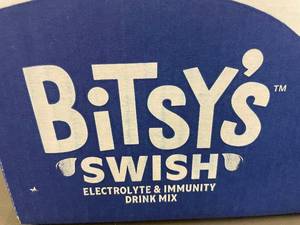 BiTSY'S™
SWISH
ELECTROLYTE & IMMUNITY
DRINK MIX